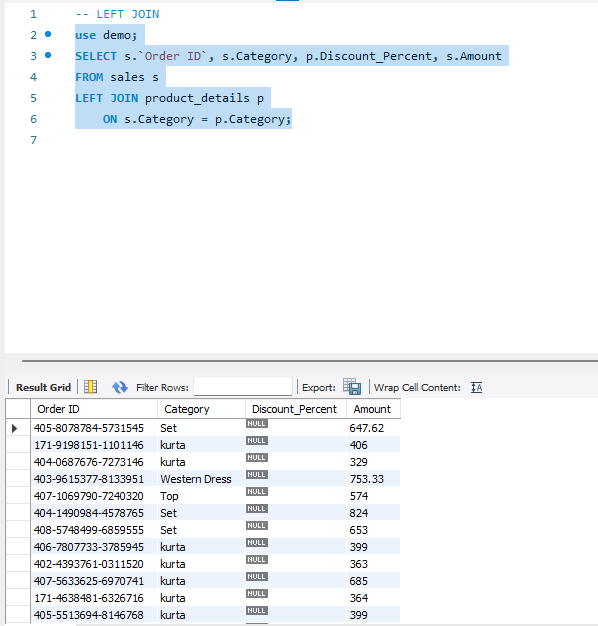 1 -- LEFT JOIN
2 use demo;
3 SELECT s.`Order ID`, s.Category, p.Discount_Percent, s.Amount
4 FROM sales s
5 LEFT JOIN product_details p
6 ON s.Category = p.Category;
7
Result Grid Filter Rows: Export: Wrap Cell Content: IA
Order ID Category Discount_Percent Amount
405-8078784-5731545 Set NULL 647.62
171-9198151-1101146 kurta NULL 406
404-0687676-7273146 kurta NULL 329
403-9615377-8133951 Western Dress NULL 753.33
407-1069790-7240320 Top NULL 574
404-1490984-4578765 Set NULL 824
408-5748499-6859555 Set NULL 653
406-7807733-3785945 kurta NULL 399
402-4393761-0311520 kurta NULL 363
407-5633625-6970741 kurta NULL 685
171-4638481-6326716 kurta NULL 364
405-5513694-8146768 kurta NULL 399